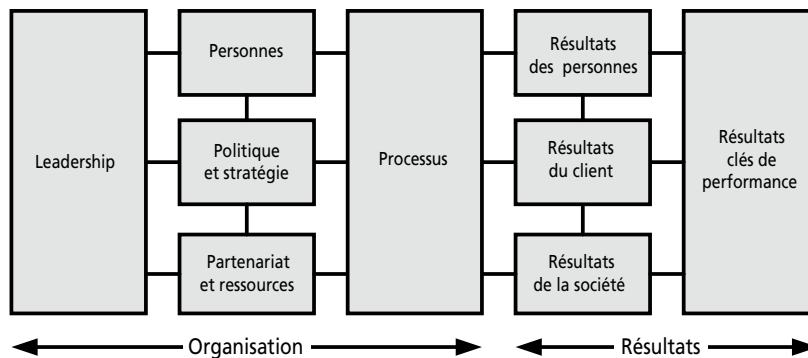 Leadership
Personnes
Politique
et stratégie
Partenariat
et ressources
Processus
Résultats
des personnes
Résultats
du client
Résultats
de la société
Résultats
clés de
performance
Organisation
Résultats